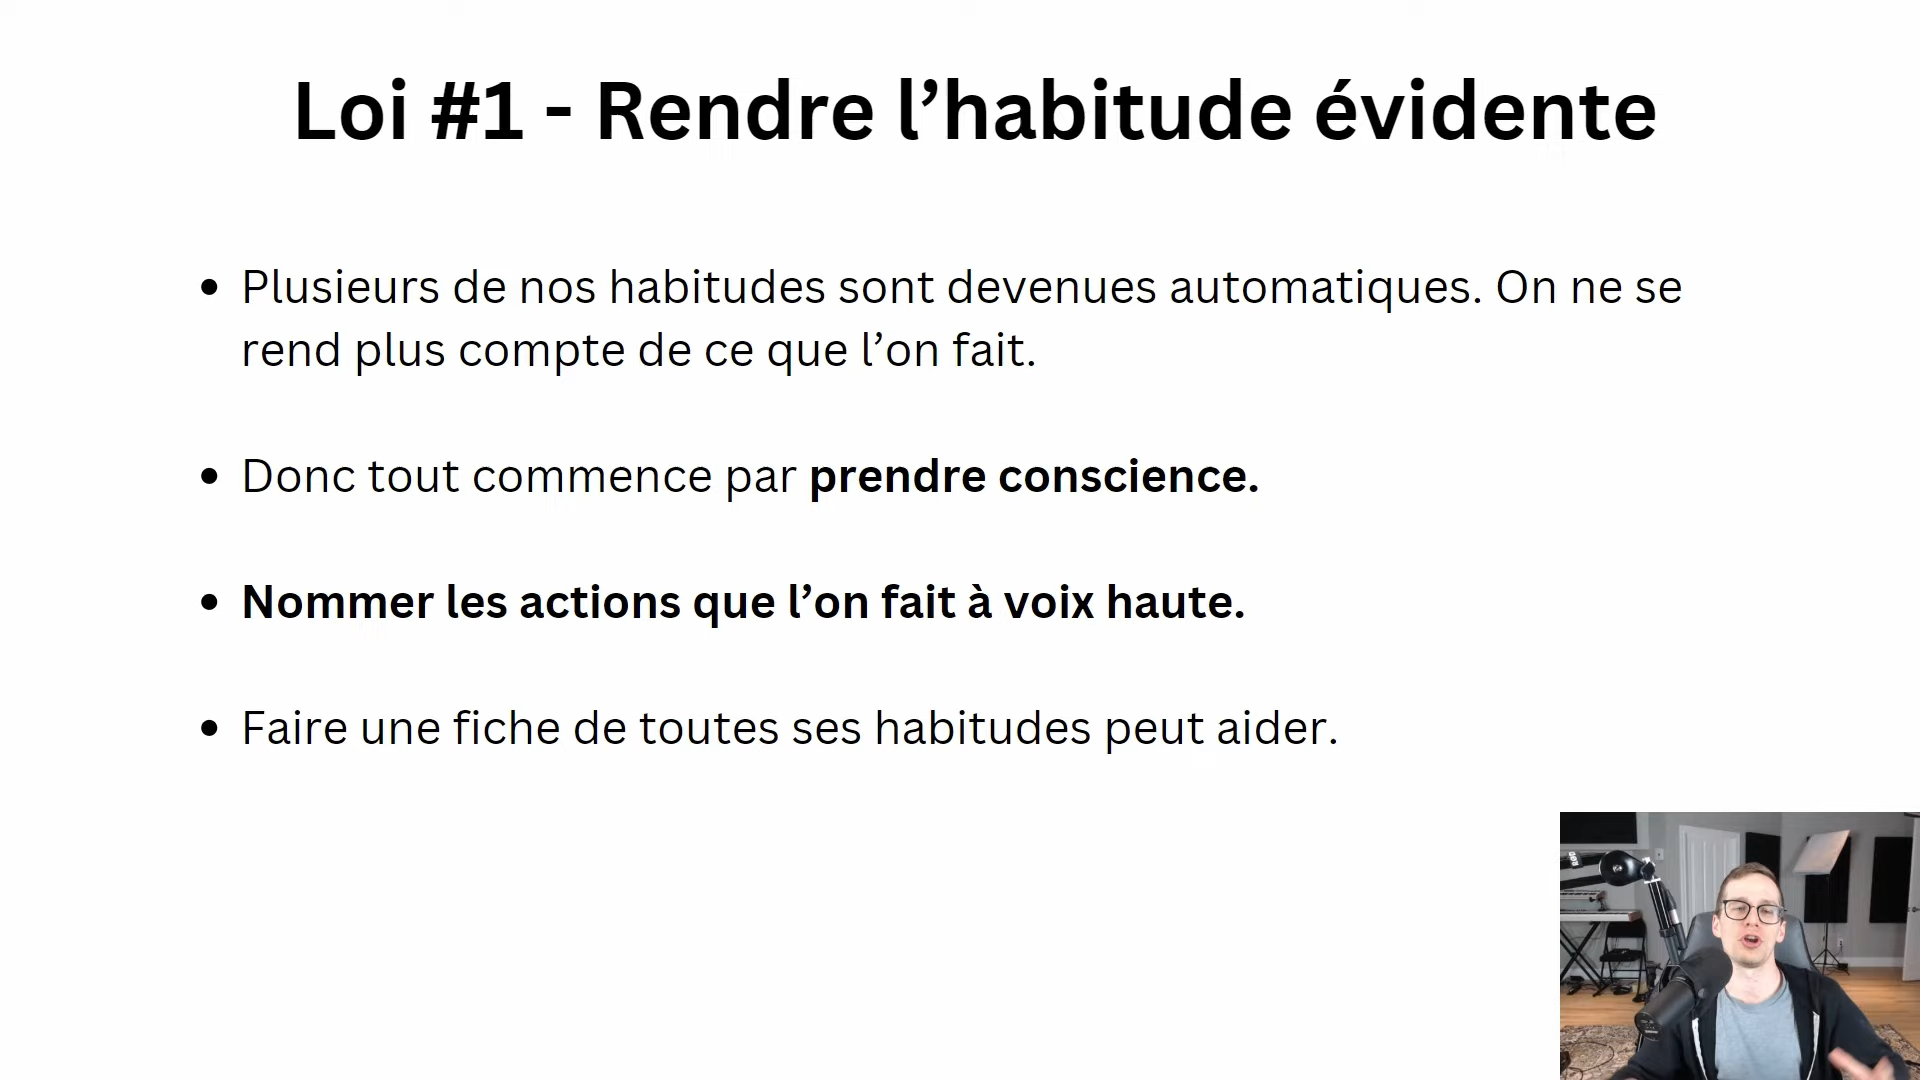 Loi #1 - Rendre l’habitude évidente
• Plusieurs de nos habitudes sont devenues automatiques. On ne se
rend plus compte de ce que l’on fait.
• Donc tout commence par prendre conscience.
• Nommer les actions que l’on fait à voix haute.
• Faire une fiche de toutes ses habitudes peut aider.